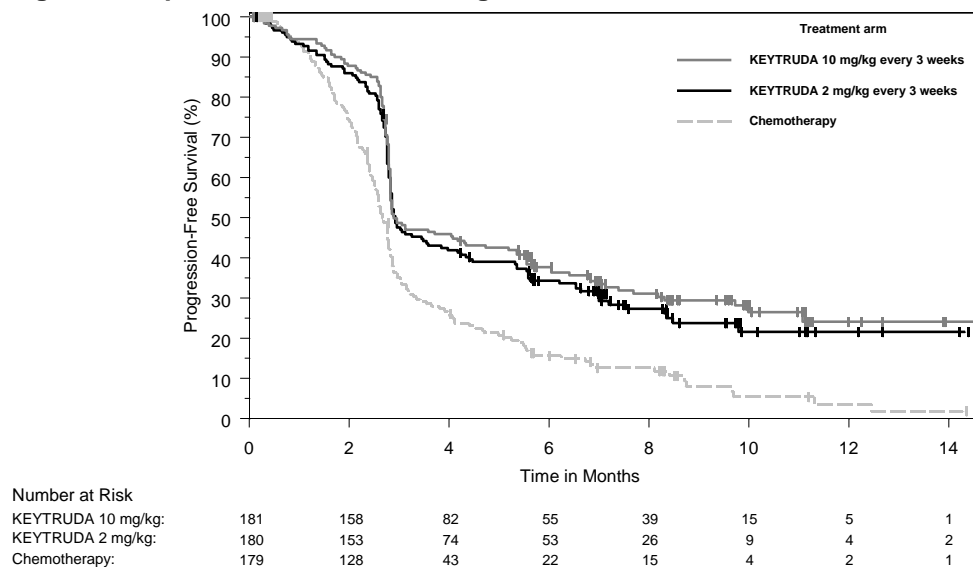 Treatment arm
KEYTRUDA 10 mg/kg every 3 weeks
KEYTRUDA 2 mg/kg every 3 weeks
Chemotherapy
Progression-Free Survival (%)
100
90
80
70
60
50
40
30
20
10
0
0 2 4 6 8 10 12 14
Time in Months
Number at Risk
KEYTRUDA 10 mg/kg: 181 158 82 55 39 15 5 1
KEYTRUDA 2 mg/kg: 180 153 74 53 26 9 4 2
Chemotherapy: 179 128 43 22 15 4 2 1